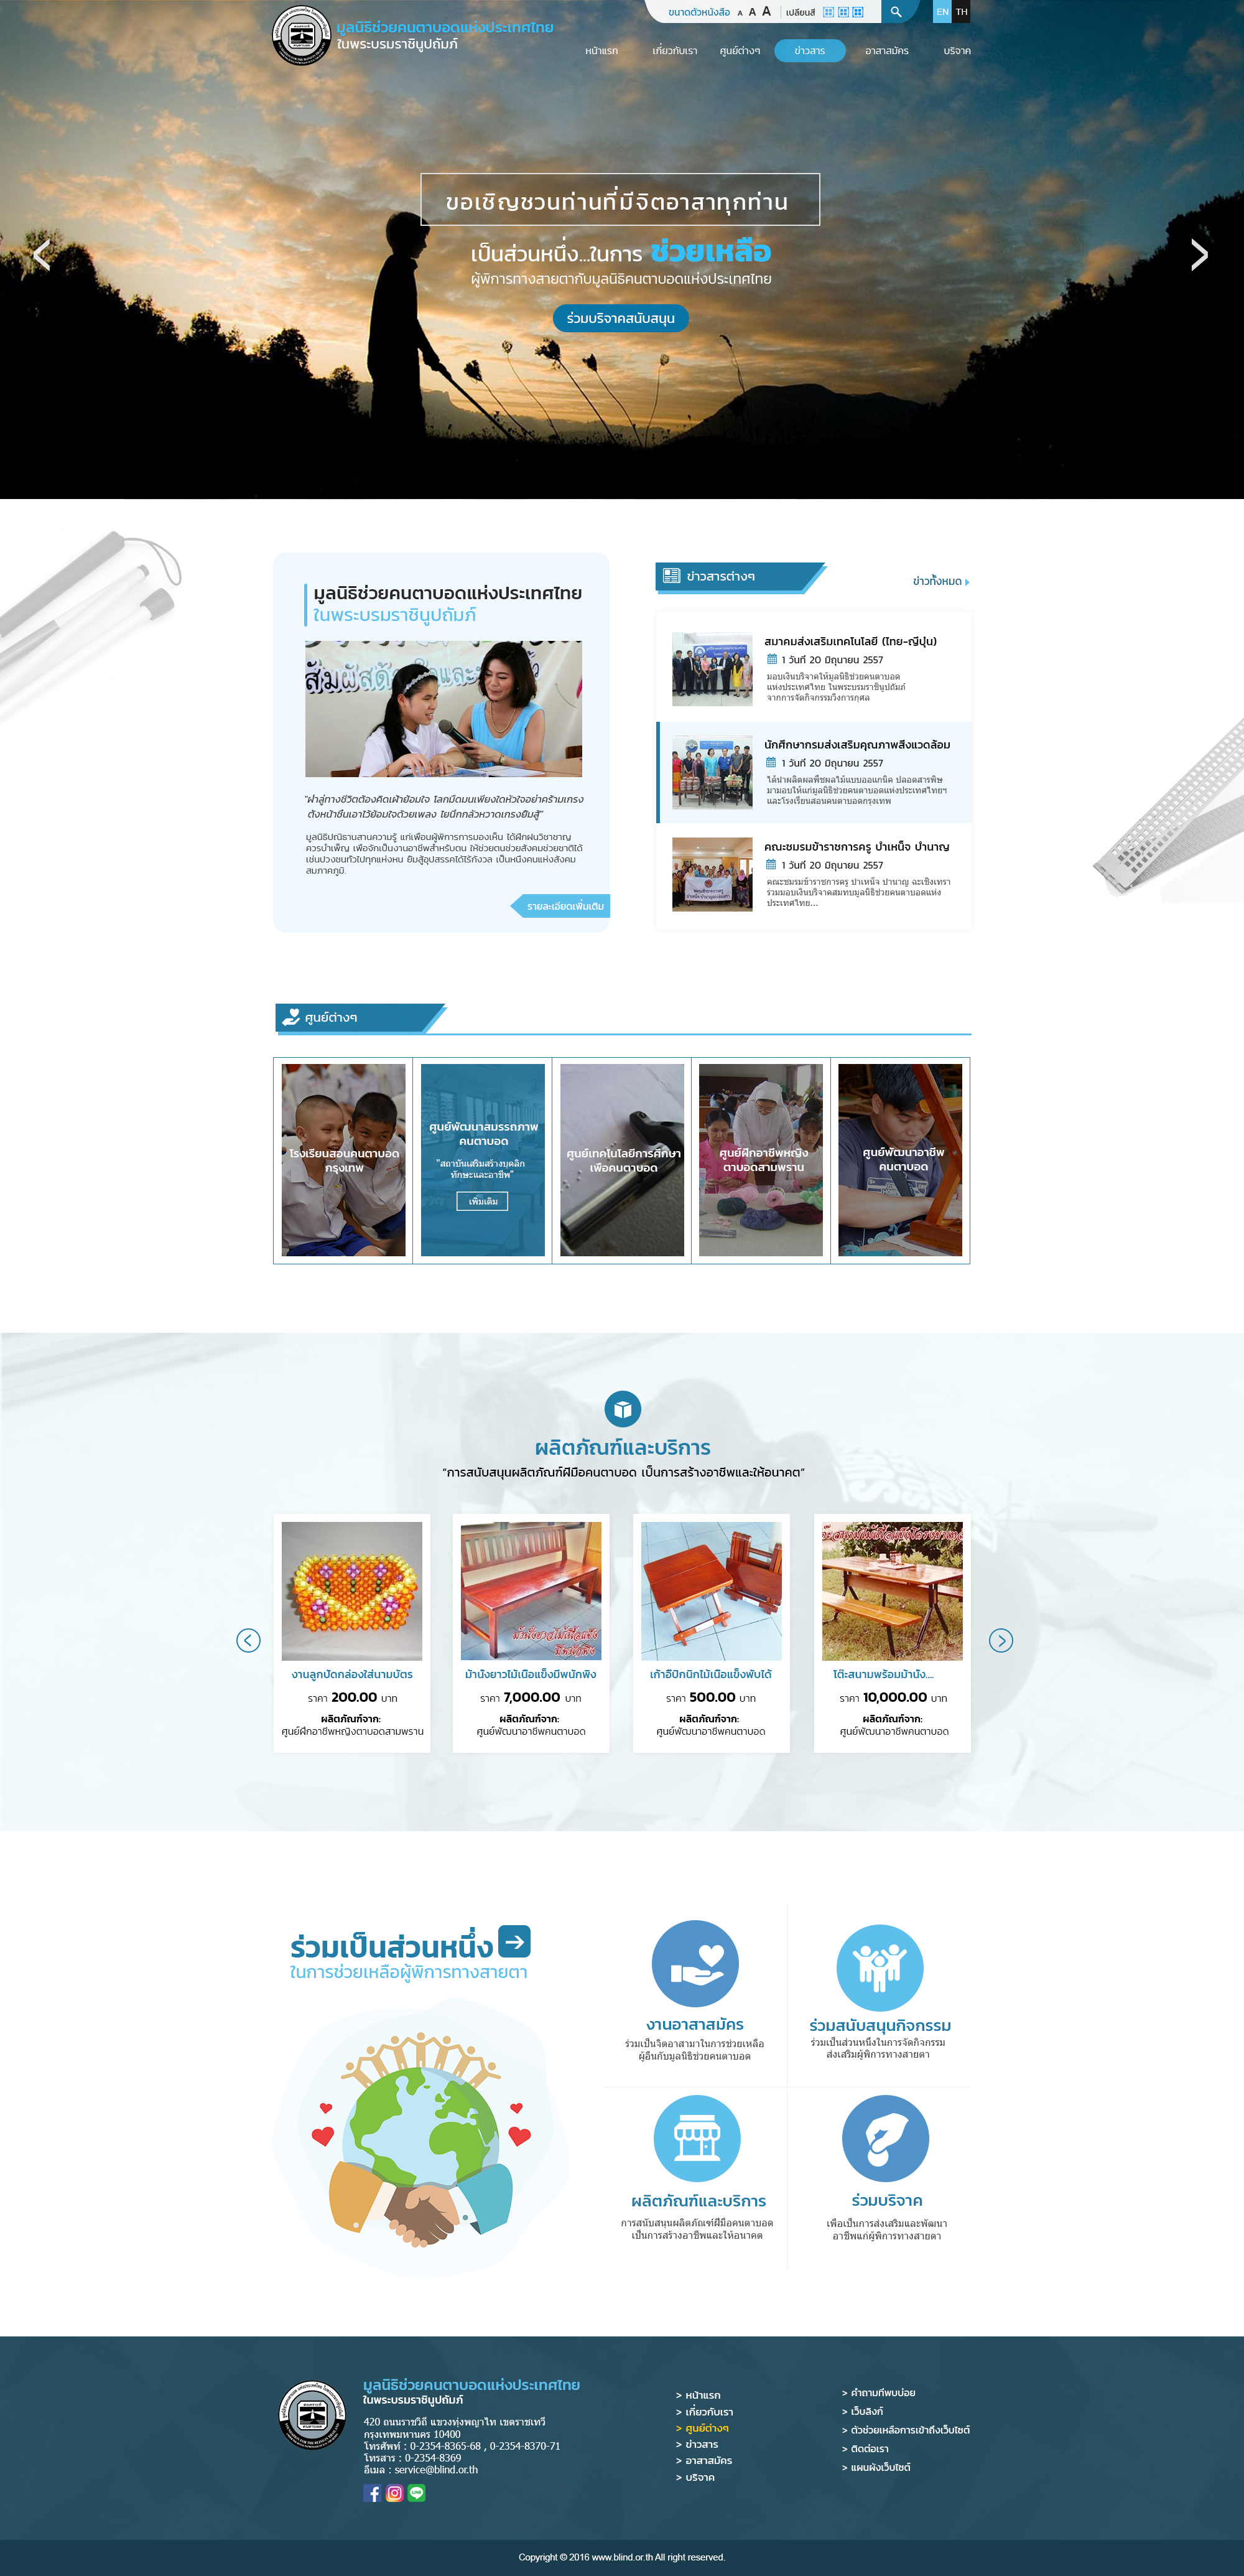 มูลนิธิช่วยคนตาบอดแห่งประเทศไทย
ในพระบรมราชินูปถัมภ์
ขนาดตัวหนังสือ A A A เปลี่ยนสี EN TH
หน้าแรก เกี่ยวกับเรา ศูนย์ต่างๆ ข่าวสาร อาสาสมัคร บริจาค
ขอเชิญชวนท่านที่มีจิตอาสาทุกท่าน
เป็นส่วนหนึ่ง...ในการ ช่วยเหลือ
ผู้พิการทางสายตากับมูลนิธิคนตาบอดแห่งประเทศไทย
ร่วมบริจาคสนับสนุน
มูลนิธิช่วยคนตาบอดแห่งประเทศไทย
ในพระบรมราชินูปถัมภ์
"ฝ่าลู่ทางชีวิตต้องคิดเฝ้าย้อมใจ โลกมืดมนเพียงใดหัวใจอย่าคร้ามเกรง
ตั้งหน้าชื่นเอาไว้ย้อมใจด้วยเพลง ไยนึกกลัวหวาดเกรงยิ้มสู้"
มูลนิธิปณิธานสานความรู้ แก่เพื่อนผู้พิการการมองเห็น ได้ฝึกฝนวิชาชาญ
ควรบำเพ็ญ เพื่อจักเป็นงานเอาชีพสำหรับตน ให้ช่วยตนช่วยสังคมช่วยชาติได้
เช่นปวงชนทั่วไปทุกแห่งหน ยิ้มสู้อุปสรรคได้ไร้กังวล เป็นหนึ่งคนแห่งสังคม
สมภาคภูมิ.
รายละเอียดเพิ่มเติม
ข่าวสารต่างๆ
ข่าวทั้งหมด
สมาคมส่งเสริมเทคโนโลยี (ไทย-ญี่ปุ่น)
1 วันที่ 20 มิถุนายน 2557
มอบเงินบริจาคให้มูลนิธิช่วยคนตาบอด
แห่งประเทศไทย ในพระบรมราชินูปถัมภ์
จากการจัดกิจกรรมวิ่งการกุศล
นักศึกษากรมส่งเสริมคุณภาพสิ่งแวดล้อม
1 วันที่ 20 มิถุนายน 2557
ได้นำผลิตผลพืชผลไม้แบบออแกนิค ปลอดสารพิษ
มามอบให้แก่มูลนิธิช่วยคนตาบอดแห่งประเทศไทยฯ
และโรงเรียนสอนคนตาบอดกรุงเทพ
คณะชมรมข้าราชการครู บำเหน็จ บำนาญ
1 วันที่ 20 มิถุนายน 2557
คณะชมรมข้าราชการครู บำเหน็จ บำนาญ ฉะเชิงเทรา
ร่วมมอบเงินบริจาคสมทบมูลนิธิช่วยคนตาบอดแห่ง
ประเทศไทย...
ศูนย์ต่างๆ
โรงเรียนสอนคนตาบอด
กรุงเทพ
ศูนย์พัฒนาสมรรถภาพ
คนตาบอด
"สถาบันเสริมสร้างบุคลิก
ทักษะและอาชีพ"
เพิ่มเติม
ศูนย์เทคโนโลยีการศึกษา
เพื่อคนตาบอด
ศูนย์ฝึกอาชีพหญิง
ตาบอดสามพราน
ศูนย์พัฒนาอาชีพ
คนตาบอด
ผลิตภัณฑ์และบริการ
"การสนับสนุนผลิตภัณฑ์ฝีมือคนตาบอด เป็นการสร้างอาชีพและให้อนาคต"
ม้านั่งยาวไม้เนื้อแข็ง
มีพนักพิง
งานลูกปัดกล่องใส่นามบัตร
ราคา 200.00 บาท
ผลิตภัณฑ์จาก:
ศูนย์ฝึกอาชีพหญิงตาบอดสามพราน
ม้านั่งยาวไม้เนื้อแข็งมีพนักพิง
ราคา 7,000.00 บาท
ผลิตภัณฑ์จาก:
ศูนย์พัฒนาอาชีพคนตาบอด
เก้าอี้ปิกนิกไม้เนื้อแข็งพับได้
ราคา 500.00 บาท
ผลิตภัณฑ์จาก:
ศูนย์พัฒนาอาชีพคนตาบอด
โต๊ะสนามพร้อมม้านั่ง....
ราคา 10,000.00 บาท
ผลิตภัณฑ์จาก:
ศูนย์พัฒนาอาชีพคนตาบอด
ร่วมเป็นส่วนหนึ่ง
ในการช่วยเหลือผู้พิการทางสายตา
งานอาสาสมัคร
ร่วมเป็นจิตอาสามาในการช่วยเหลือ
ผู้อื่นกับมูลนิธิช่วยคนตาบอด
ร่วมสนับสนุนกิจกรรม
ร่วมเป็นส่วนหนึ่งในการจัดกิจกรรม
ส่งเสริมผู้พิการทางสายตา
ผลิตภัณฑ์และบริการ
การสนับสนุนผลิตภัณฑ์ฝีมือคนตาบอด
เป็นการสร้างอาชีพและให้อนาคต
ร่วมบริจาค
เพื่อเป็นการส่งเสริมและพัฒนา
อาชีพแก่ผู้พิการทางสายตา
มูลนิธิช่วยคนตาบอดแห่งประเทศไทย
ในพระบรมราชินูปถัมภ์
420 ถนนราชวิถี แขวงทุ่งพญาไท เขตราชเทวี
กรุงเทพมหานคร 10400
โทรศัพท์ : 0-2354-8365-68 , 0-2354-8370-71
โทรสาร : 0-2354-8369
อีเมล : service@blind.or.th
> หน้าแรก
> เกี่ยวกับเรา
> ศูนย์ต่างๆ
> ข่าวสาร
> อาสาสมัคร
> บริจาค
> คำถามที่พบบ่อย
> เว็บลิงก์
> ตัวช่วยเหลือการเข้าถึงเว็บไซต์
> ติดต่อเรา
> แผนผังเว็บไซต์
Copyright © 2016 www.blind.or.th All right reserved.